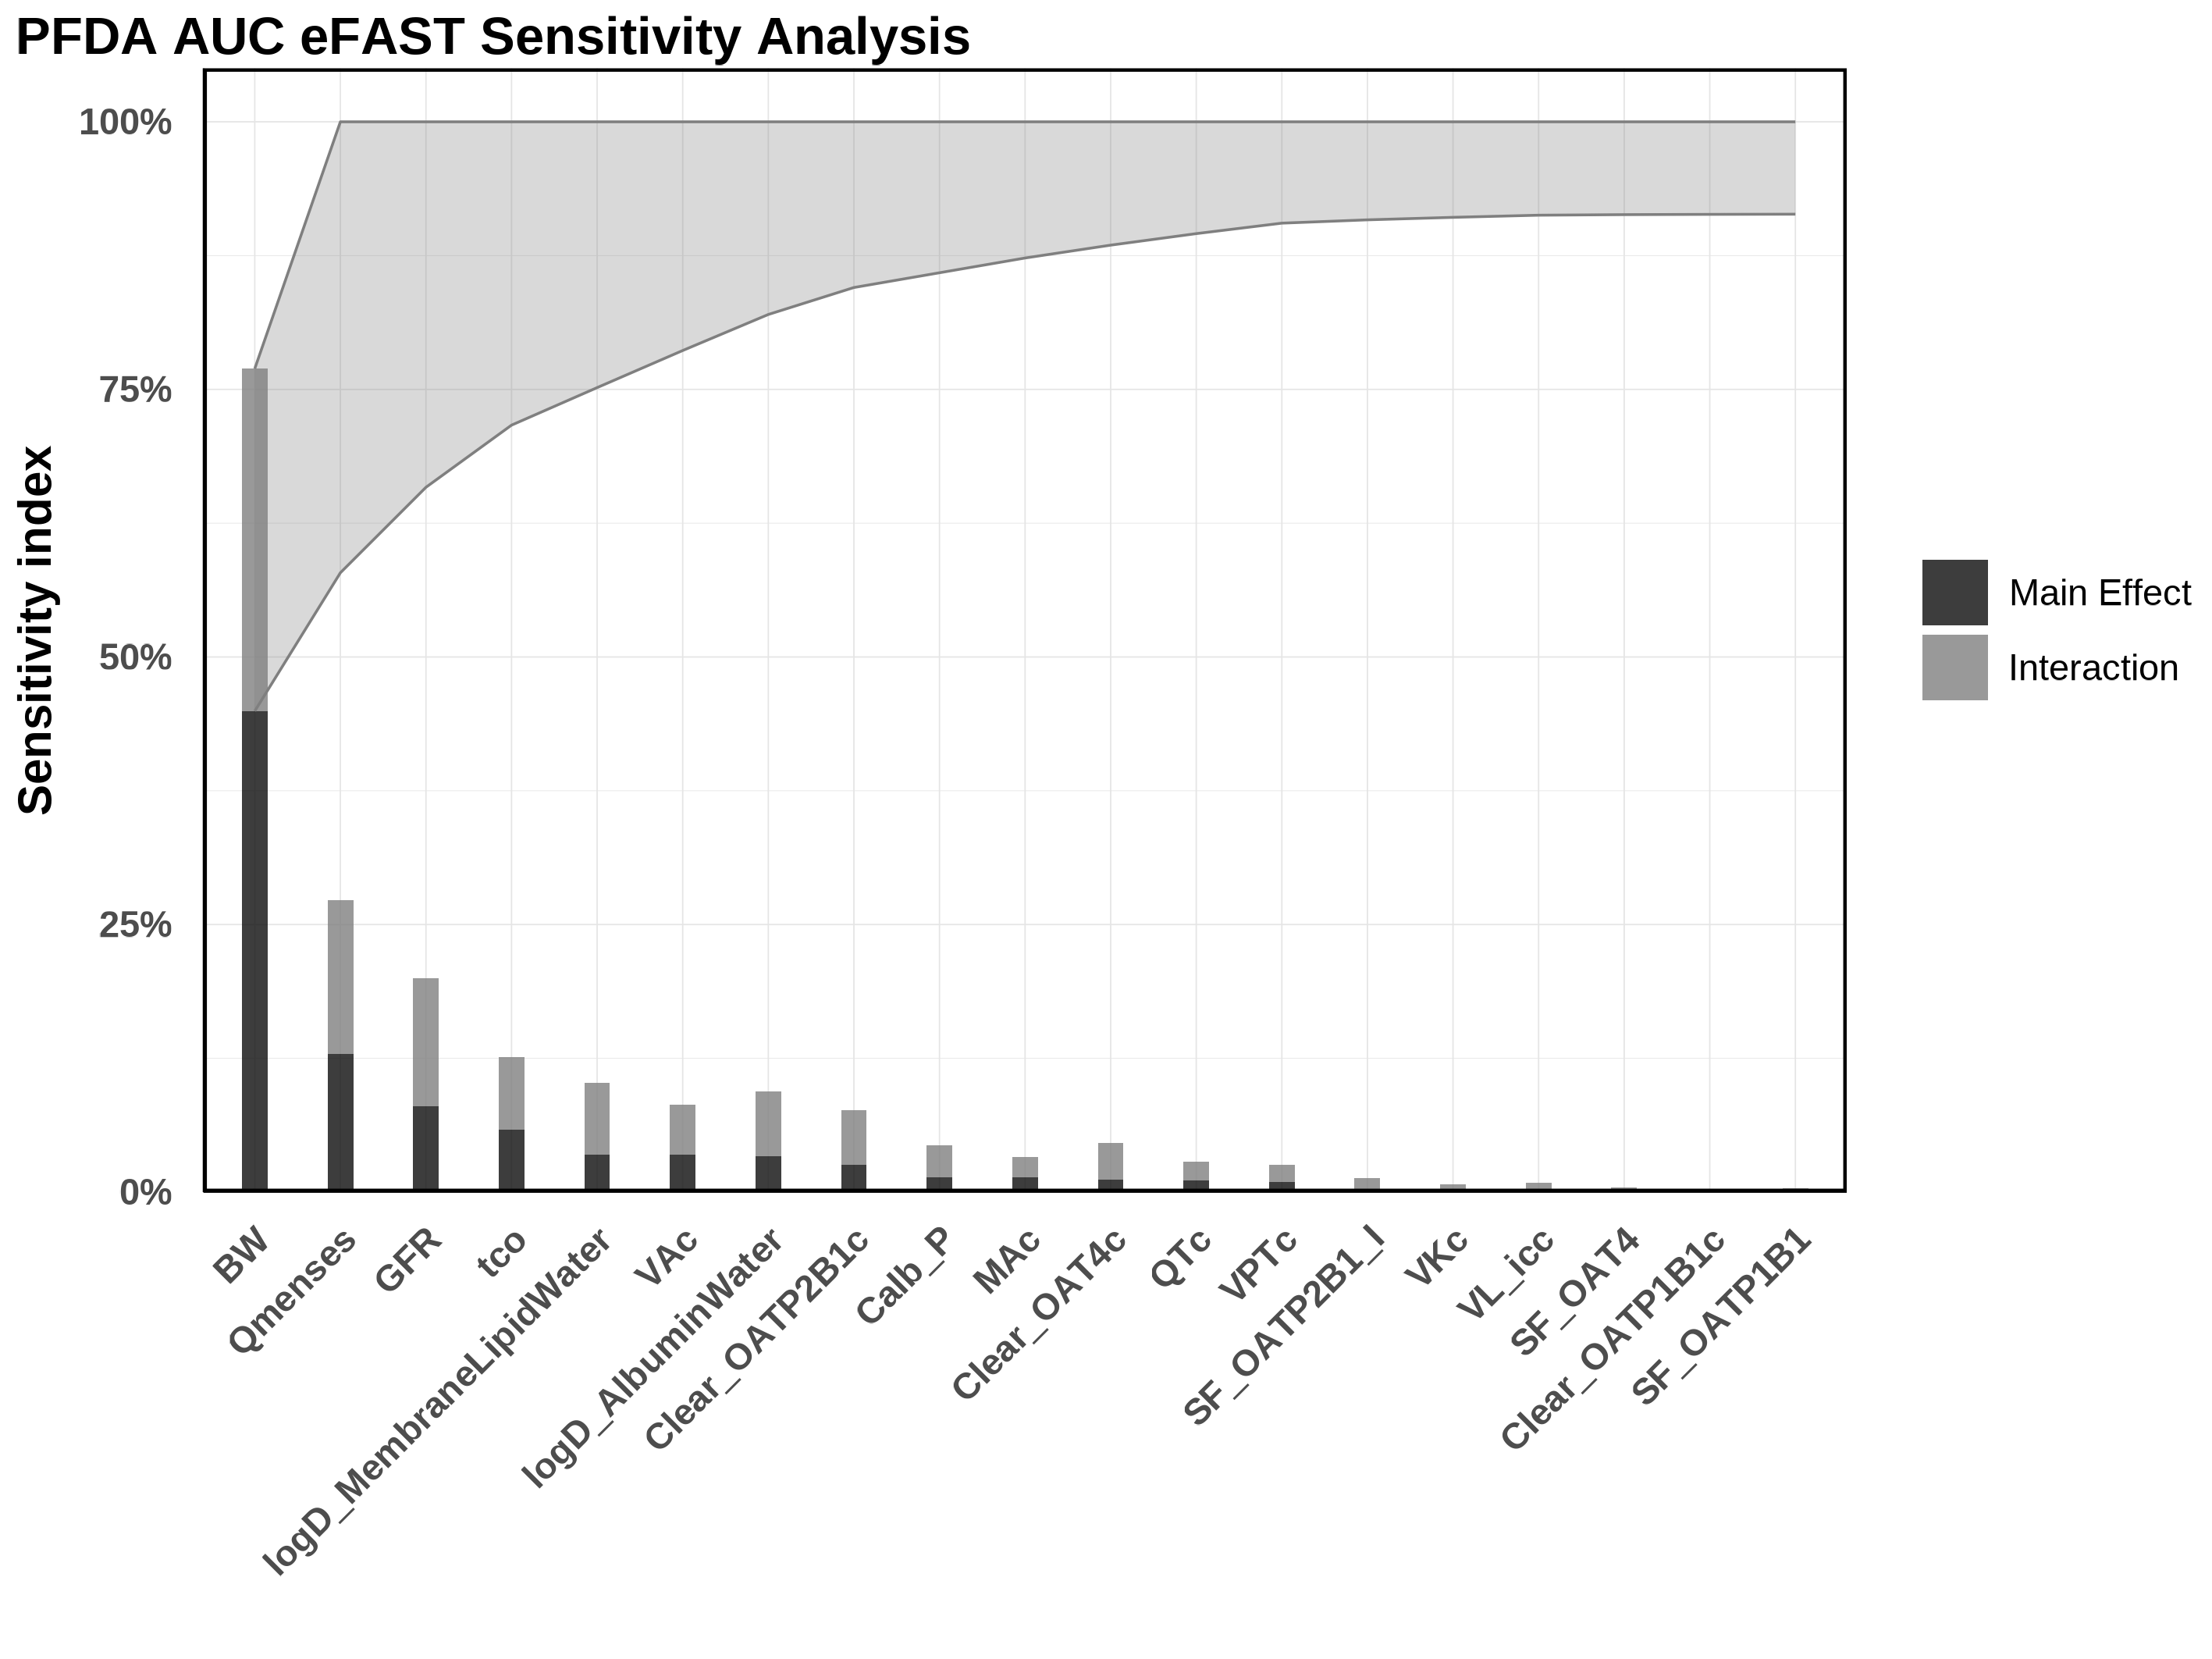 PFDA AUC eFAST Sensitivity Analysis
Sensitivity index
100%
75%
50%
25%
0%
BW
Qmenses
GFR
tco
logD_MembraneLipidWater
VAc
logD_AlbuminWater
Clear_OATP2B1c
Calb_P
MAc
Clear_OAT4c
QTc
VPTc
SF_OATP2B1_I
VKc
VL_icc
SF_OAT4
Clear_OATP1B1c
SF_OATP1B1
Main Effect
Interaction